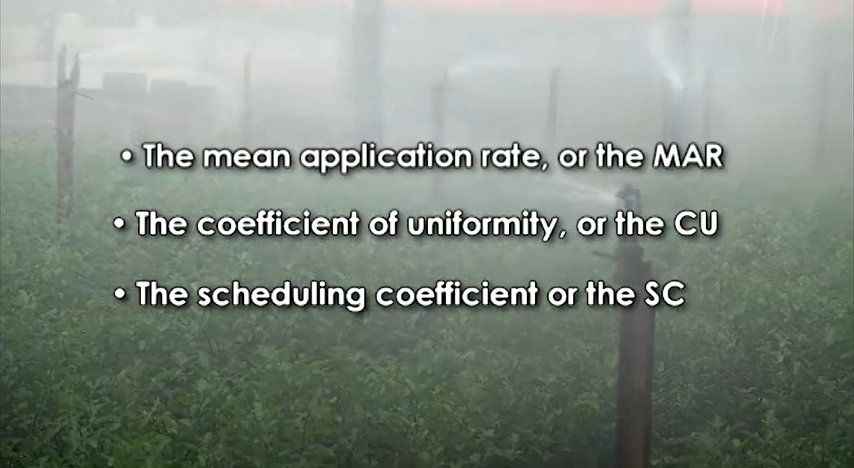 • The mean application rate, or the MAR
• The coefficient of uniformity, or the CU
• The scheduling coefficient or the SC